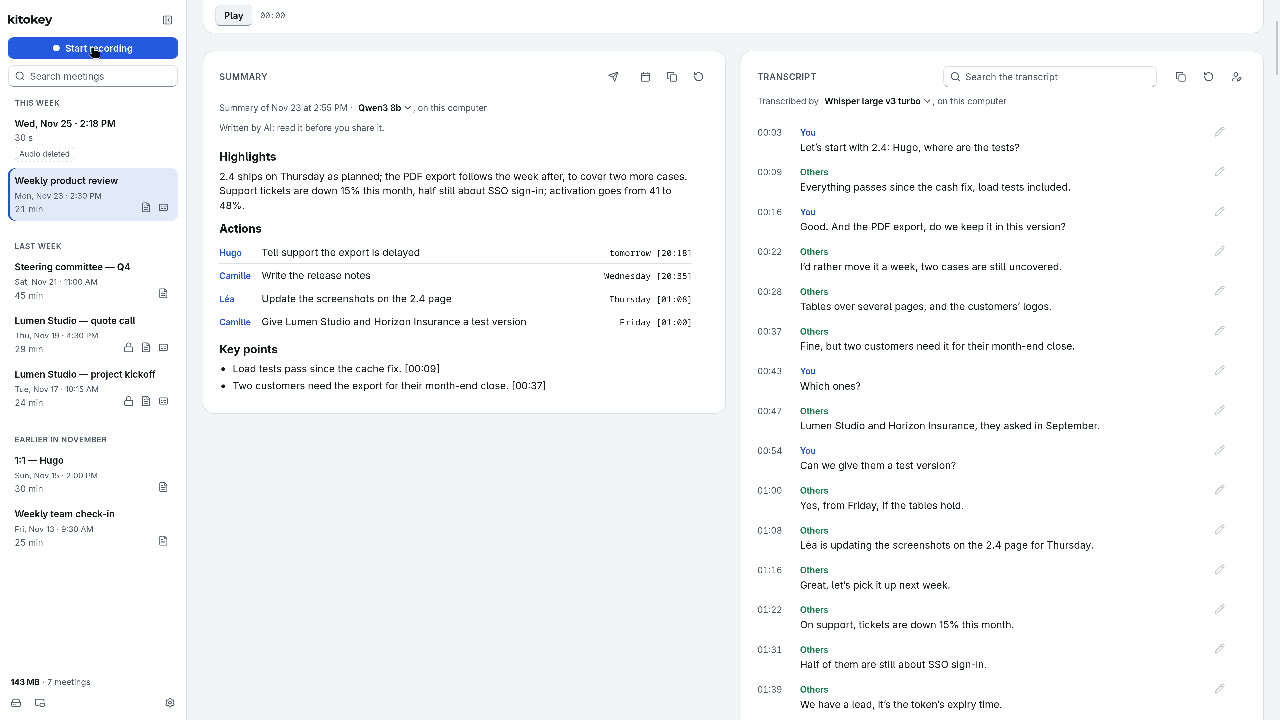 kitokey
Start recording
Search meetings
THIS WEEK
Wed, Nov 25 · 2:18 PM
30 s
Audio deleted
Weekly product review
Mon, Nov 23 · 2:30 PM
21 min
LAST WEEK
Steering committee — Q4
Sat, Nov 21 · 11:00 AM
45 min
Lumen Studio — quote call
Thu, Nov 19 · 4:30 PM
29 min
Lumen Studio — project kickoff
Tue, Nov 17 · 10:15 AM
24 min
EARLIER IN NOVEMBER
1:1 — Hugo
Sun, Nov 15 · 2:00 PM
30 min
Weekly team check-in
Fri, Nov 13 · 9:30 AM
25 min
143 MB · 7 meetings
Play 00:00
SUMMARY
Summary of Nov 23 at 2:55 PM · Qwen3 8b , on this computer
Written by AI: read it before you share it.
Highlights
2.4 ships on Thursday as planned; the PDF export follows the week after, to cover two more cases.
Support tickets are down 15% this month, half still about SSO sign-in; activation goes from 41 to
48%.
Actions
Hugo Tell support the export is delayed tomorrow [20:18]
Camille Write the release notes Wednesday [20:35]
Léa Update the screenshots on the 2.4 page Thursday [01:08]
Camille Give Lumen Studio and Horizon Insurance a test version Friday [01:00]
Key points
• Load tests pass since the cache fix. [00:09]
• Two customers need the export for their month-end close. [00:37]
TRANSCRIPT
Search the transcript
Transcribed by Whisper large v3 turbo , on this computer
00:03 You
Let's start with 2.4: Hugo, where are the tests?
00:09 Others
Everything passes since the cash fix, load tests included.
00:16 You
Good. And the PDF export, do we keep it in this version?
00:22 Others
I'd rather move it a week, two cases are still uncovered.
00:28 Others
Tables over several pages, and the customers' logos.
00:37 Others
Fine, but two customers need it for their month-end close.
00:43 You
Which ones?
00:47 Others
Lumen Studio and Horizon Insurance, they asked in September.
00:54 You
Can we give them a test version?
01:00 Others
Yes, from Friday, if the tables hold.
01:08 Others
Léa is updating the screenshots on the 2.4 page for Thursday.
01:16 Others
Great, let's pick it up next week.
01:22 Others
On support, tickets are down 15% this month.
01:31 Others
Half of them are still about SSO sign-in.
01:39 Others
We have a lead, it's the token's expiry time.